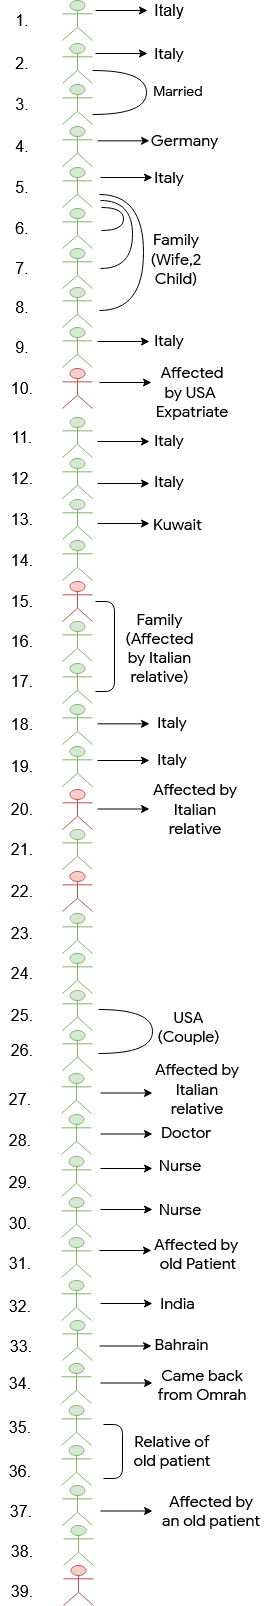 1. Italy
2. Italy
3. Married
4. Germany
5. Italy
6.
7.
8.
Family
(Wife,2
Child)
9. Italy
10. Affected
by USA
Expatriate
11. Italy
12. Italy
13. Kuwait
14.
15.
16.
17.
Family
(Affected
by Italian
relative)
18. Italy
19. Italy
20. Affected by
Italian
relative
21.
22.
23.
24.
25.
26.
USA
(Couple)
27. Affected by
Italian
relative
28. Doctor
29. Nurse
30. Nurse
31. Affected by
old Patient
32. India
33. Bahrain
34. Came back
from Omrah
35.
36.
Relative of
old patient
37. Affected by
an old patient
38.
39.